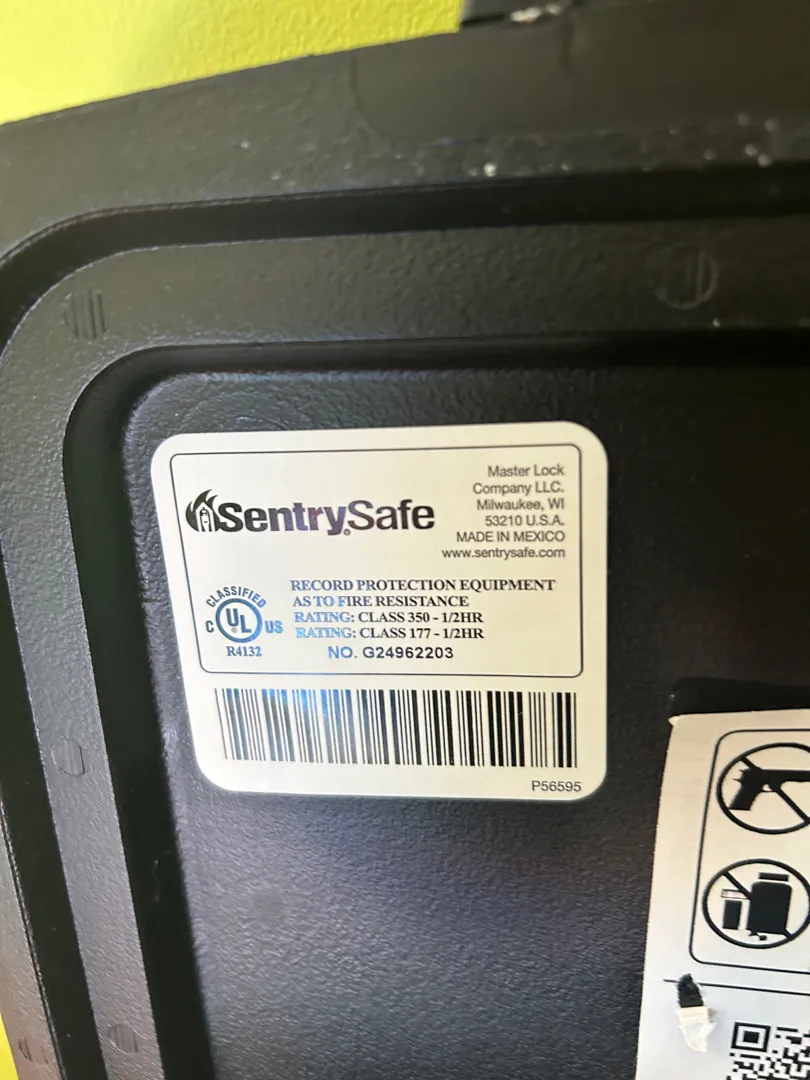 SentrySafe
Master Lock
Company LLC.
Milwaukee, WI
53210 U.S.A.
MADE IN MEXICO
www.sentrysafe.com
CLASSIFIED
C UL US
R4132
RECORD PROTECTION EQUIPMENT
AS TO FIRE RESISTANCE
RATING: CLASS 350 - 1/2HR
RATING: CLASS 177 - 1/2HR
NO. G24962203
P56595